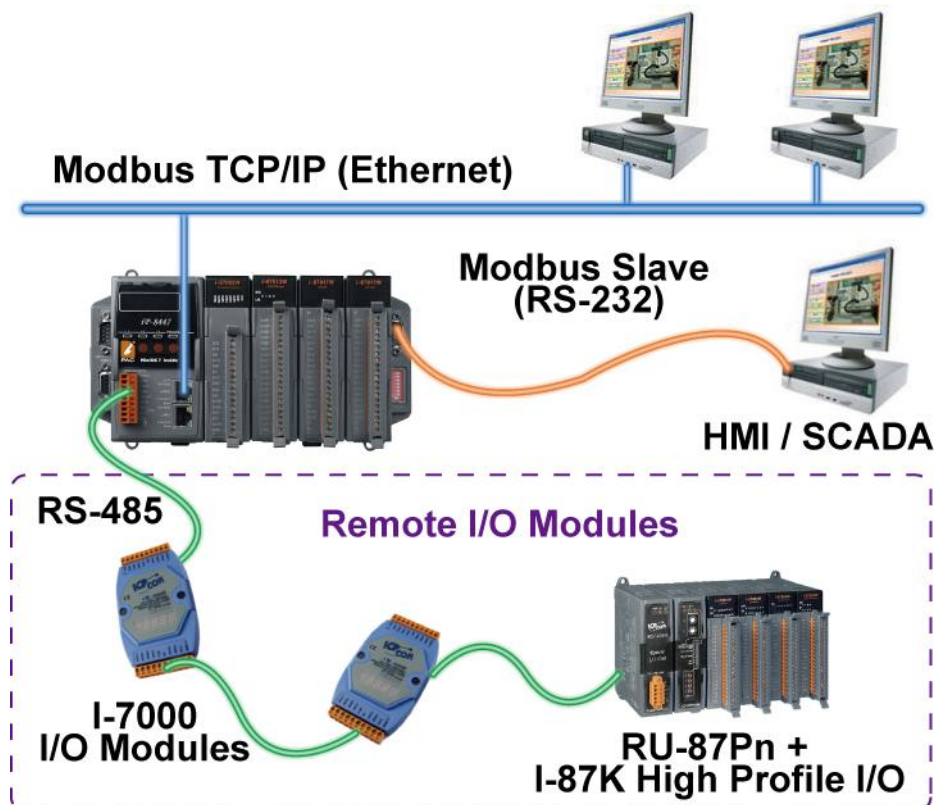 Modbus TCP/IP (Ethernet)
Modbus Slave
(RS-232)
HMI / SCADA
RS-485
Remote I/O Modules
I-7000
I/O Modules
RU-87Pn +
I-87K High Profile I/O